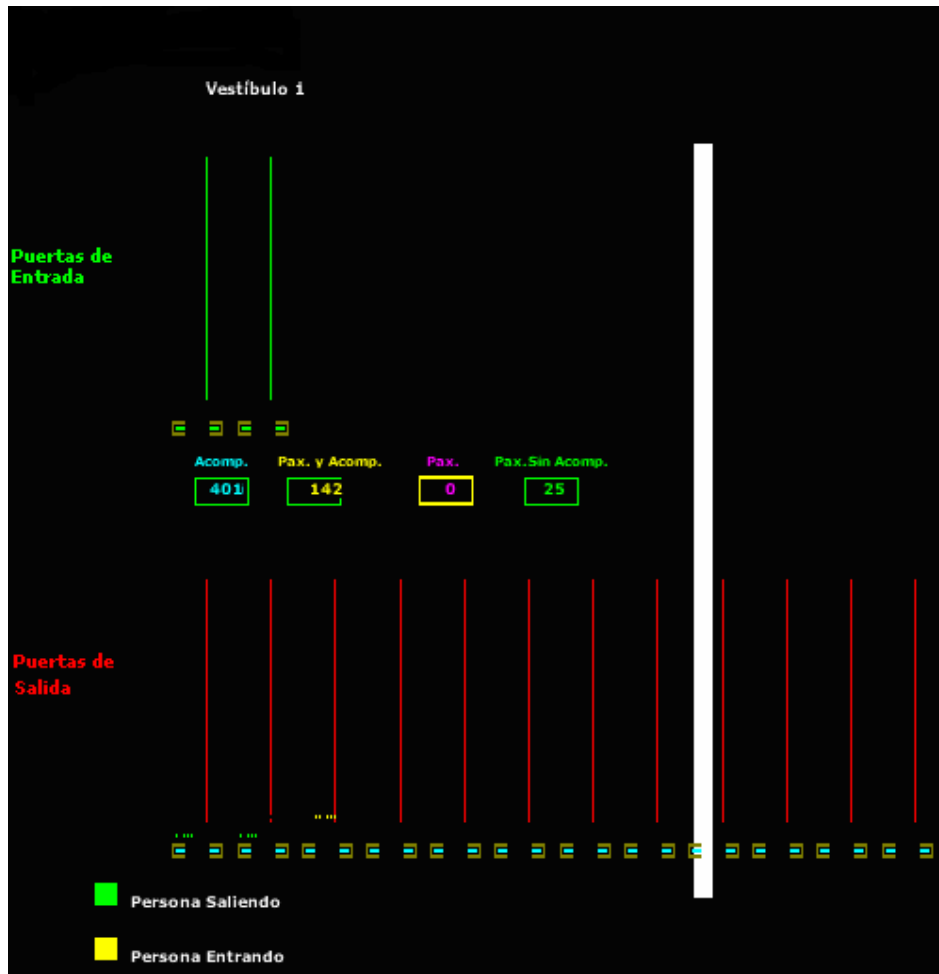 Vestíbulo i
Puertas de
Entrada
Acomp. Pax. y Acomp. Pax. Pax.Sin Acomp.
401 142 0 25
Puertas de
Salida
Persona Saliendo
Persona Entrando